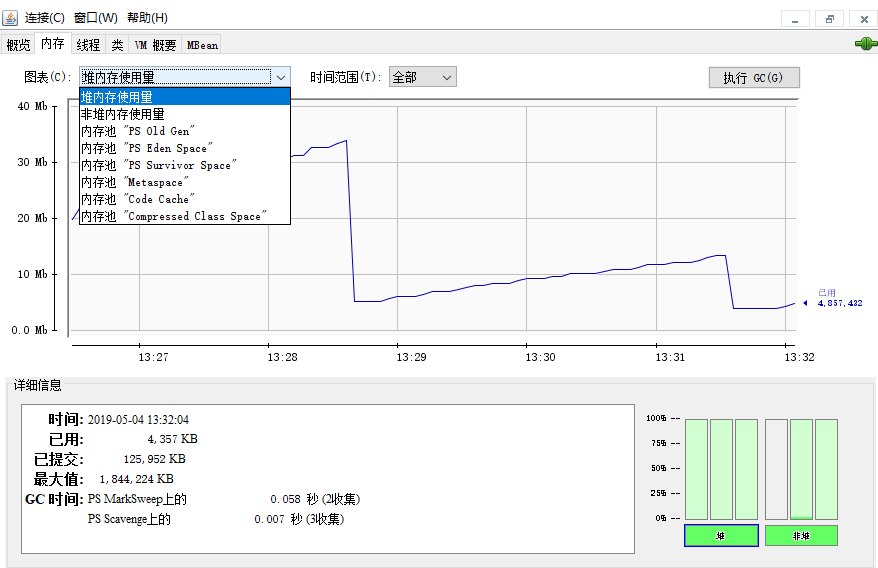 连接(C) 窗口(W) 帮助(H)
概览 内存 线程 类 VM 概要 MBean
图表(C): 堆内存使用量 时间范围(T): 全部 执行 GC(G)
堆内存使用量
非堆内存使用量
内存池 "PS Old Gen"
内存池 "PS Eden Space"
内存池 "PS Survivor Space"
内存池 "Metaspace"
内存池 "Code Cache"
内存池 "Compressed Class Space"
40 Mb
30 Mb
20 Mb
10 Mb
0.0 Mb
已用
4,857,432
13:27 13:28 13:29 13:30 13:31 13:32
详细信息
时间: 2019-05-04 13:32:04
已用: 4,357 KB
已提交: 125,952 KB
最大值: 1,844,224 KB
GC 时间: PS MarkSweep上的 0.058 秒 (2收集)
PS Scavenge上的 0.007 秒 (3收集)
100% --
75% --
50% --
25% --
0% --
堆 非堆